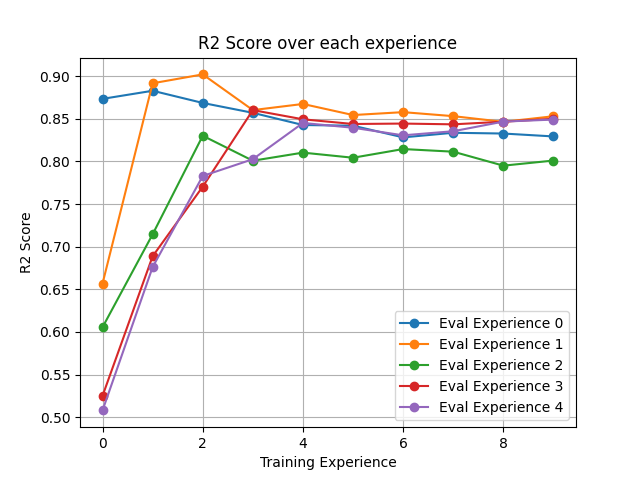 R2 Score over each experience
0.90
0.85
0.80
0.75
0.70
0.65
0.60
0.55
0.50
R2 Score
0
2
4
6
8
Training Experience
Eval Experience 0
Eval Experience 1
Eval Experience 2
Eval Experience 3
Eval Experience 4